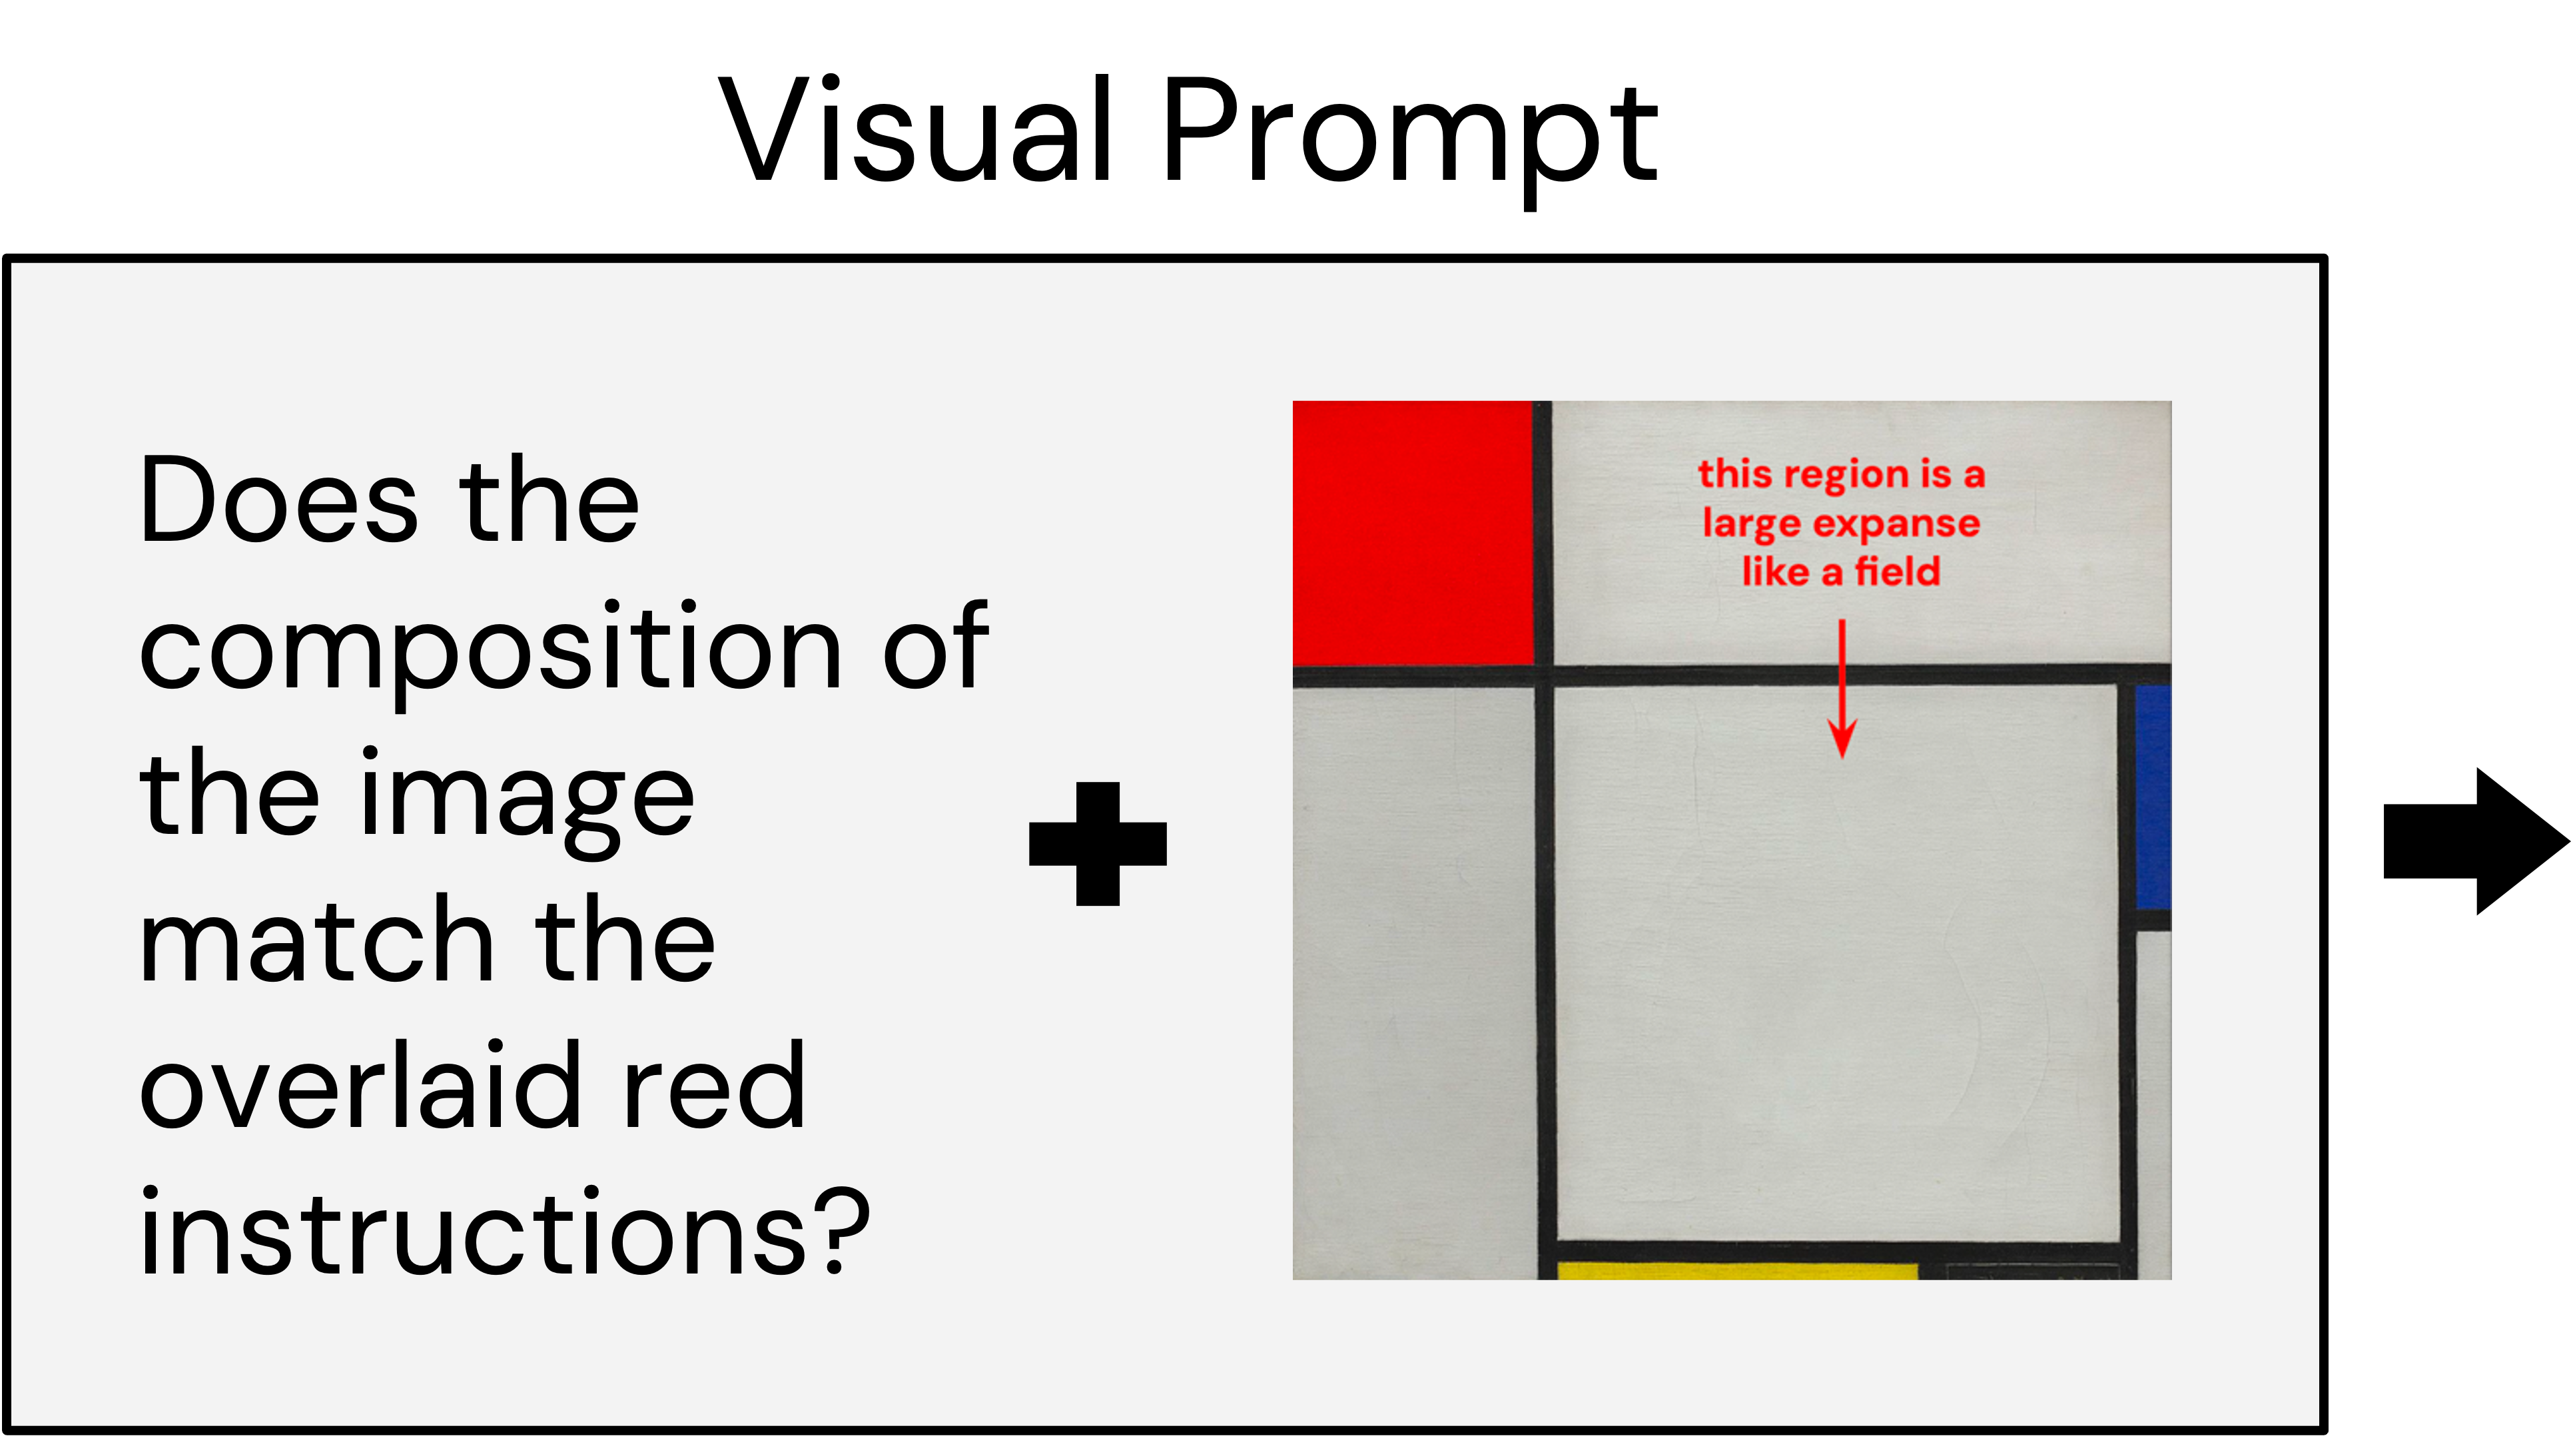 Visual Prompt
Does the
composition of
the image
match the
overlaid red
instructions?
this region is a
large expanse
like a field